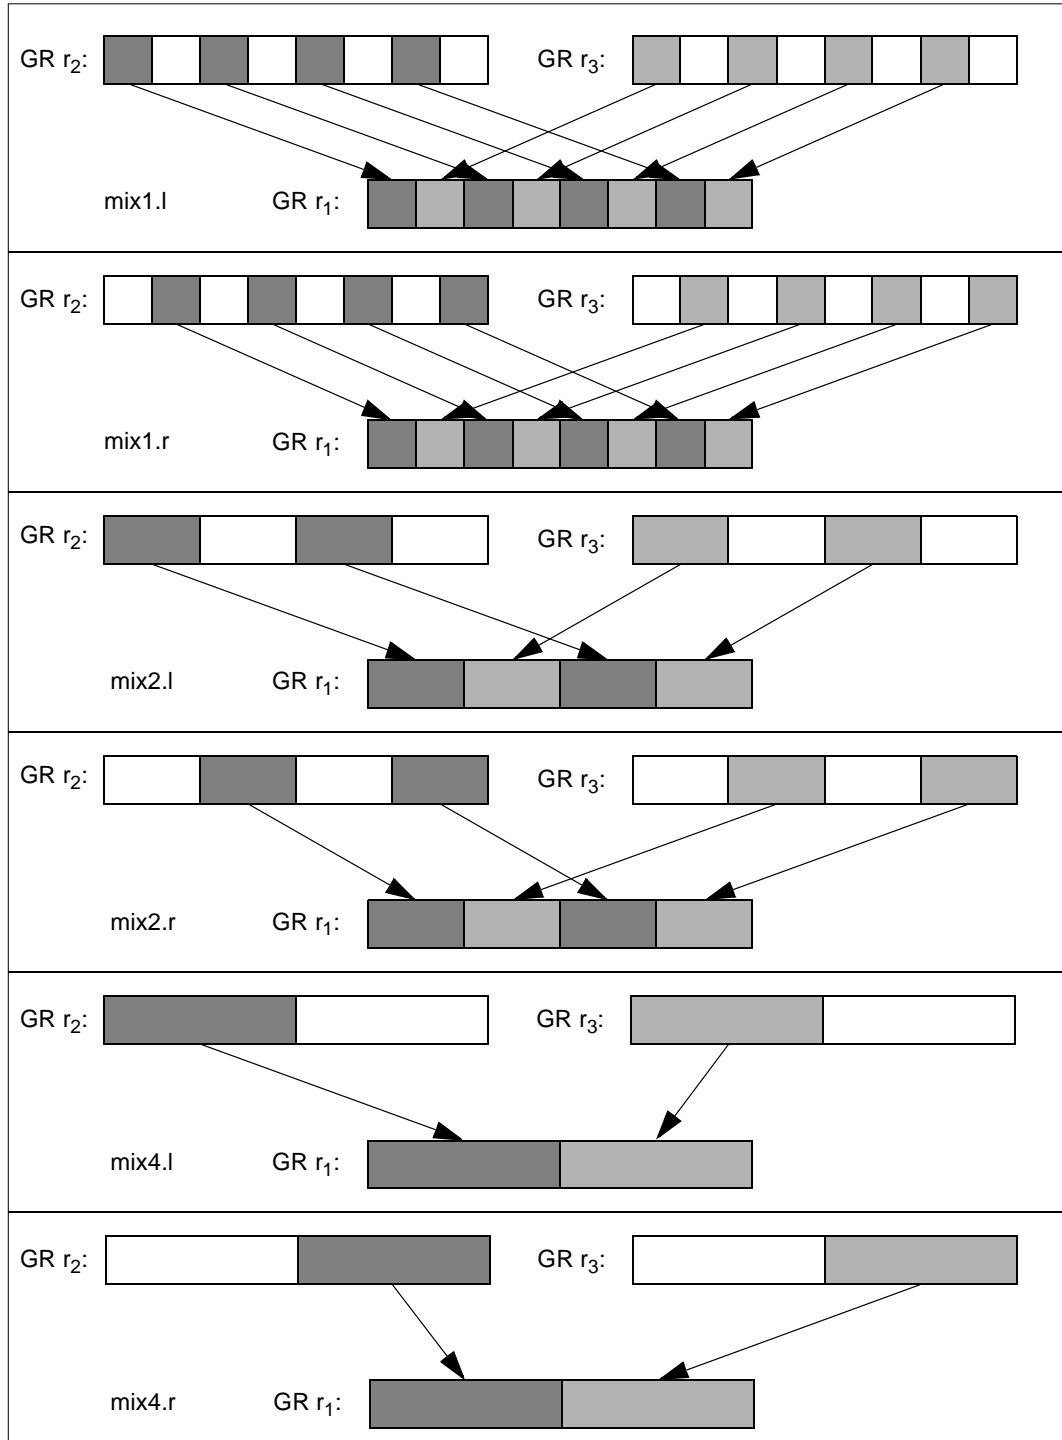 GR r2: GR r3:
mix1.l GR r1:
GR r2: GR r3:
mix1.r GR r1:
GR r2: GR r3:
mix2.l GR r1:
GR r2: GR r3:
mix2.r GR r1:
GR r2: GR r3:
mix4.l GR r1:
GR r2: GR r3:
mix4.r GR r1: